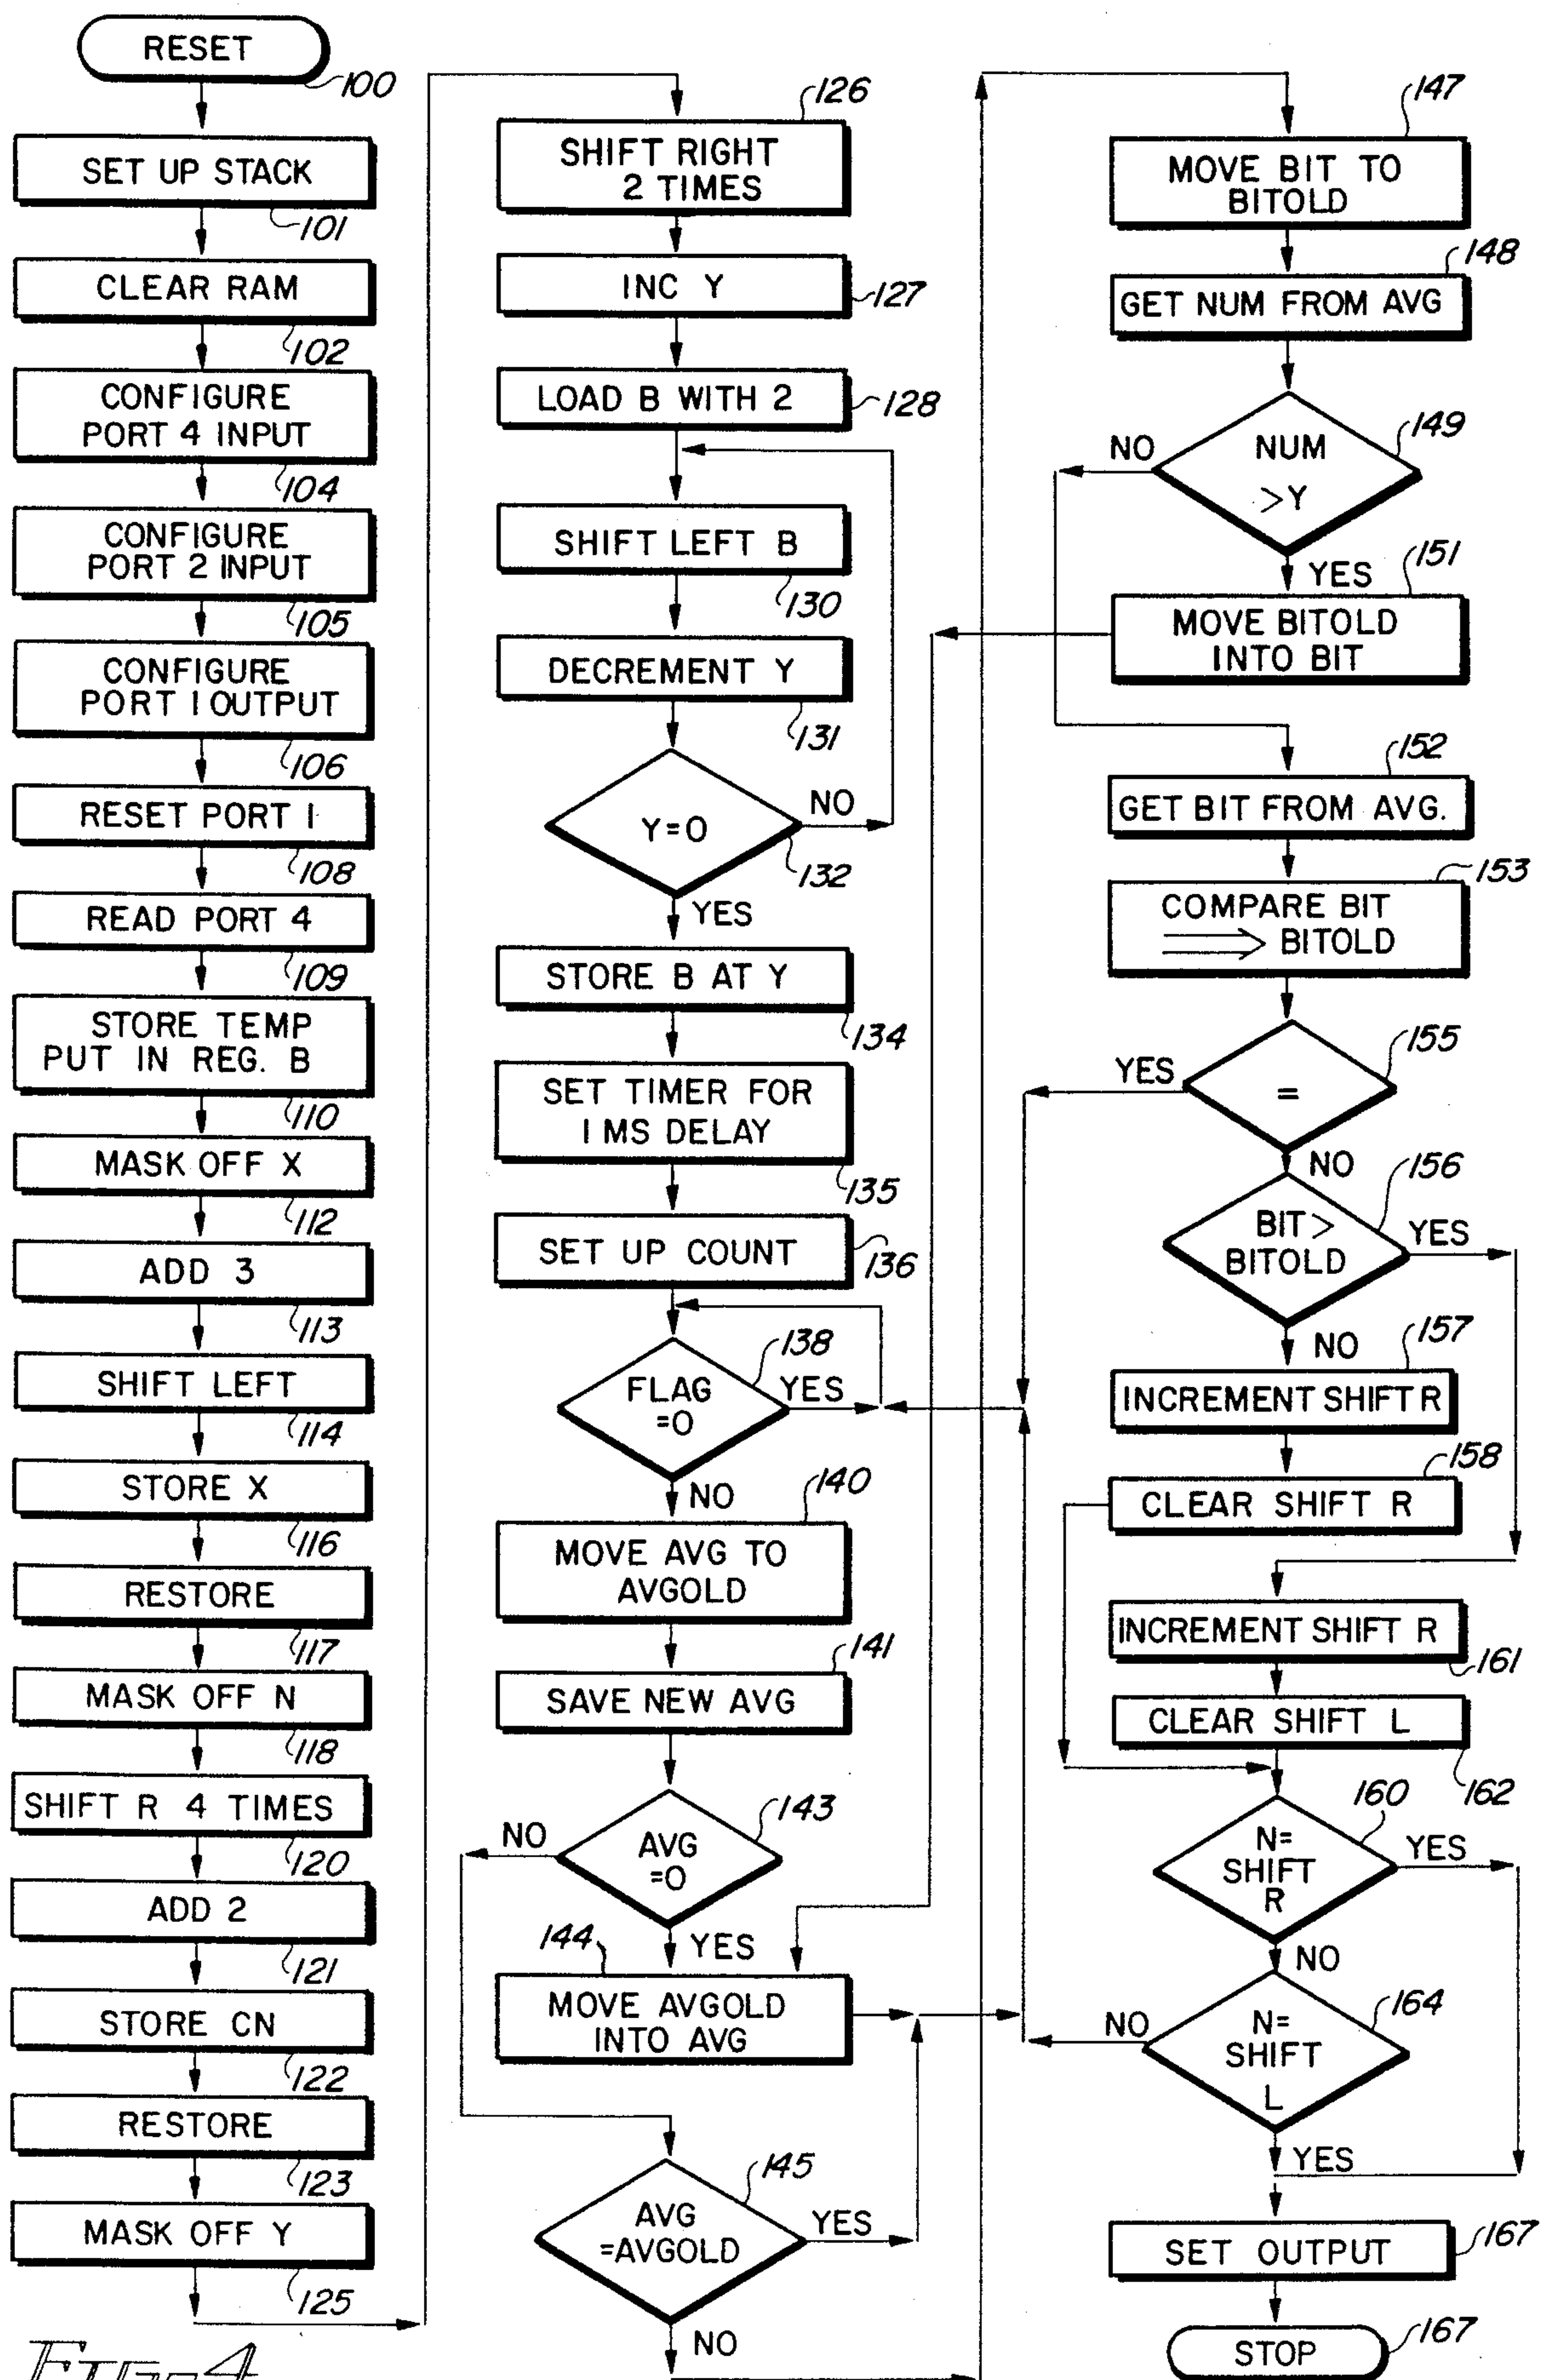 RESET
100
SET UP STACK
101
CLEAR RAM
102
CONFIGURE
PORT 4 INPUT
104
CONFIGURE
PORT 2 INPUT
105
CONFIGURE
PORT 1 OUTPUT
106
RESET PORT 1
108
READ PORT 4
109
STORE TEMP
PUT IN REG. B
110
MASK OFF X
112
ADD 3
113
SHIFT LEFT
114
STORE X
116
RESTORE
117
MASK OFF N
118
SHIFT R 4 TIMES
120
ADD 2
121
STORE CN
122
RESTORE
123
MASK OFF Y
125
126
SHIFT RIGHT
2 TIMES
INC Y
127
LOAD B WITH 2
128
SHIFT LEFT B
130
DECREMENT Y
131
Y=0
NO
132
YES
STORE B AT Y
134
SET TIMER FOR
1 MS DELAY
135
SET UP COUNT
136
138
FLAG
=0
YES
NO
140
MOVE AVG TO
AVGOLD
141
SAVE NEW AVG
143
NO
AVG
=0
YES
144
MOVE AVGOLD
INTO AVG
145
AVG
=AVGOLD
YES
NO
147
MOVE BIT TO
BITOLD
148
GET NUM FROM AVG
149
NO
NUM
>Y
YES
151
MOVE BITOLD
INTO BIT
152
GET BIT FROM AVG.
153
COMPARE BIT
⟹ BITOLD
155
YES
=
NO
156
BIT>
BITOLD
YES
NO
157
INCREMENT SHIFT R
158
CLEAR SHIFT R
INCREMENT SHIFT R
161
CLEAR SHIFT L
162
160
N=
SHIFT
R
YES
NO
164
NO
N=
SHIFT
L
YES
SET OUTPUT
167
STOP
167
FIG. 4